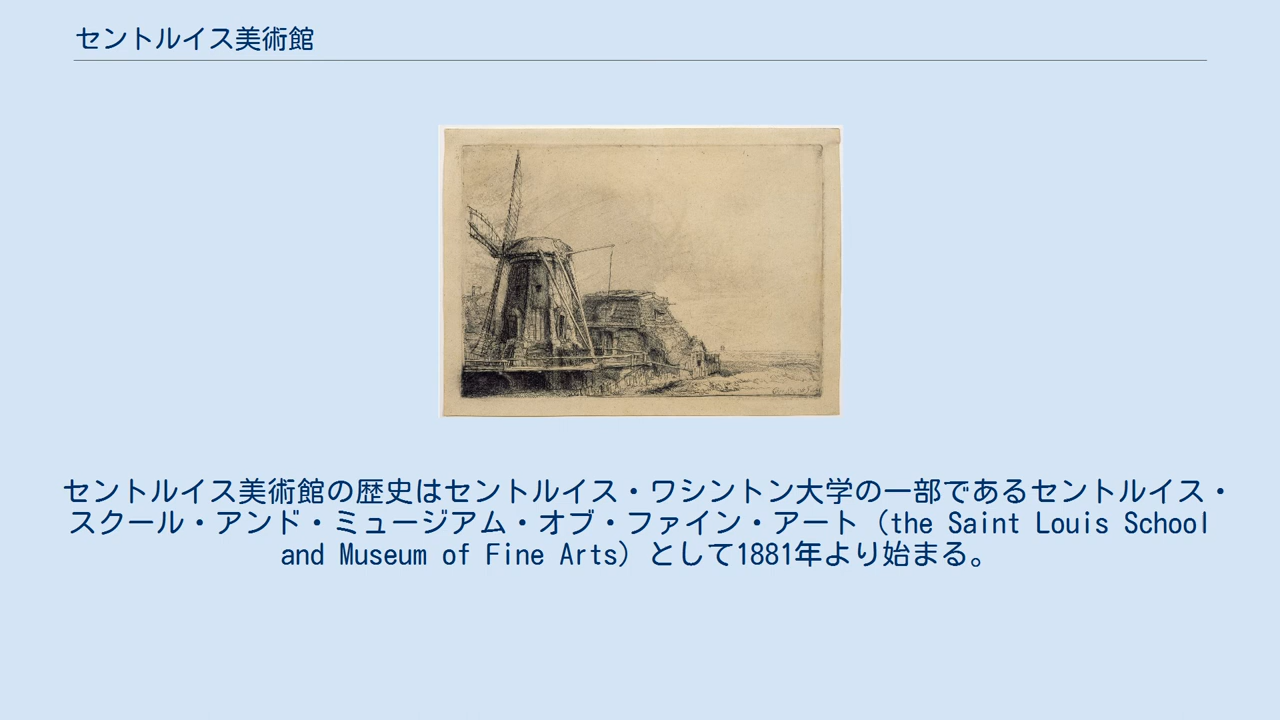 セントルイス美術館
セントルイス美術館の歴史はセントルイス・ワシントン大学の一部であるセントルイス・
スクール・アンド・ミュージアム・オブ・ファイン・アート（the Saint Louis School
and Museum of Fine Arts）として1881年より始まる。